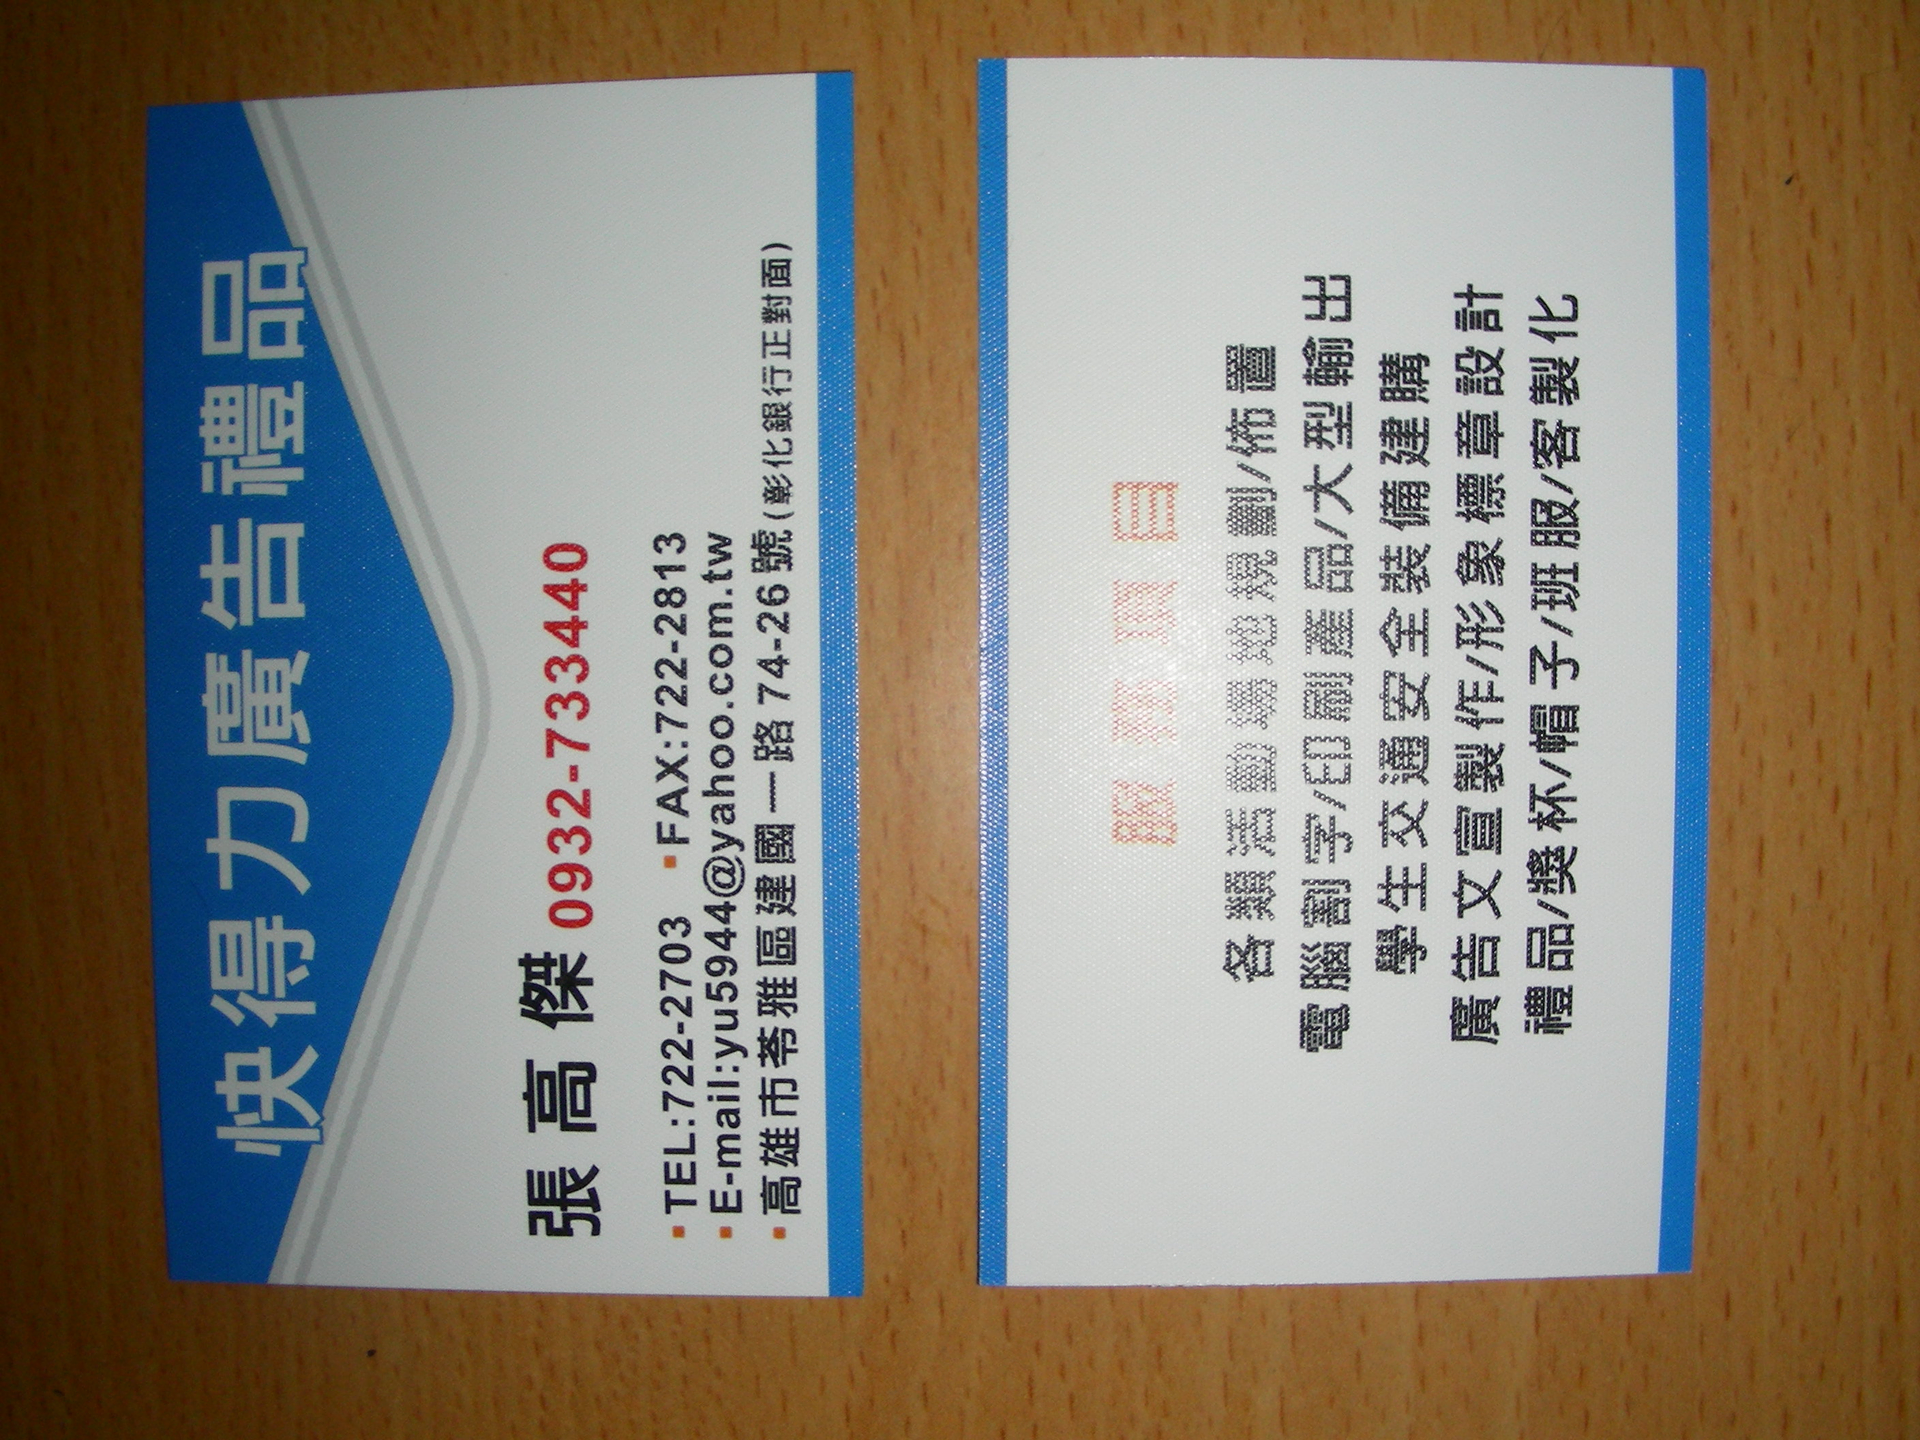 快得力廣告禮品
張高傑 0932-733440
▪TEL:722-2703 ▪FAX:722-2813
▪E-mail:yu5944@yahoo.com.tw
▪高雄市苓雅區建國一路74-26號(彰化銀行正對面)
服務項目
各類活動場地規劃/佈置
電腦割字/印刷產品/大型輸出
學生交通安全裝備建購
廣告文宣製作/形象標章設計
禮品/獎杯/帽子/班服/客製化